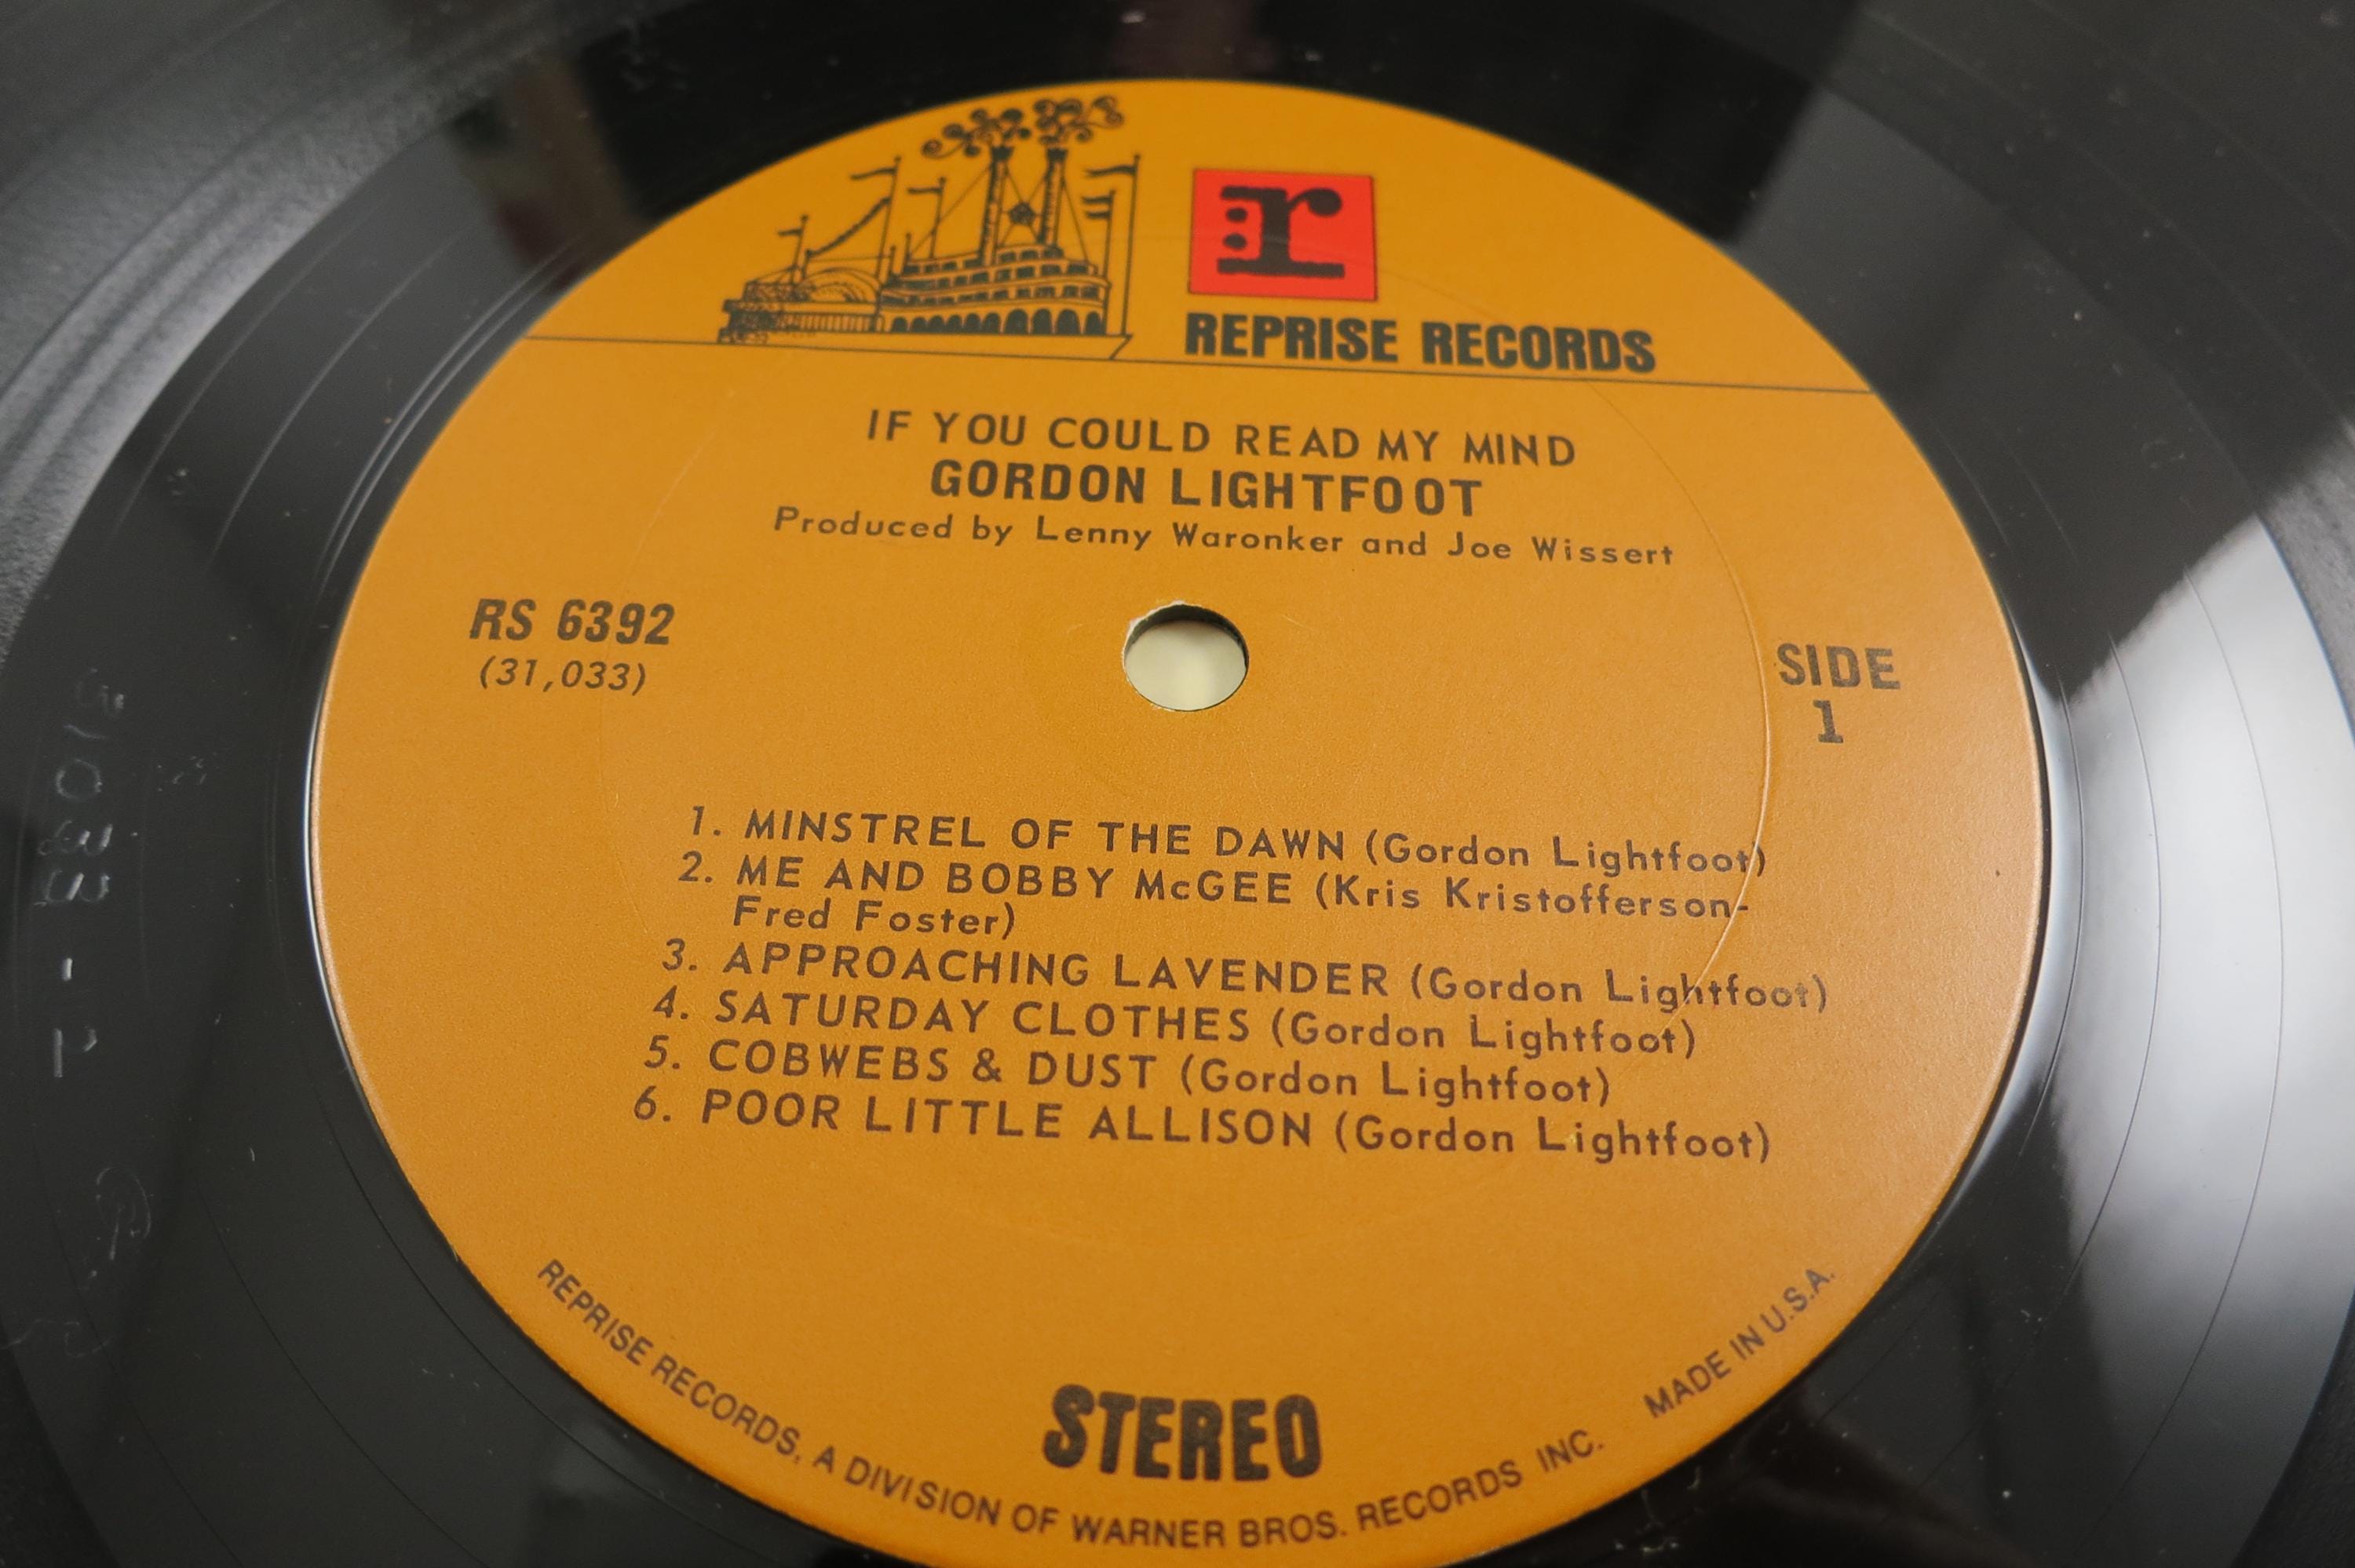 r
REPRISE RECORDS
IF YOU COULD READ MY MIND
GORDON LIGHTFOOT
Produced by Lenny Waronker and Joe Wissert
RS 6392
(31,033)
SIDE
1
1. MINSTREL OF THE DAWN (Gordon Lightfoot)
2. ME AND BOBBY McGEE (Kris Kristofferson-
Fred Foster)
3. APPROACHING LAVENDER (Gordon Lightfoot)
4. SATURDAY CLOTHES (Gordon Lightfoot)
5. COBWEBS & DUST (Gordon Lightfoot)
6. POOR LITTLE ALLISON (Gordon Lightfoot)
STEREO
REPRISE RECORDS, A DIVISION OF WARNER BROS. RECORDS INC. MADE IN U.S.A.